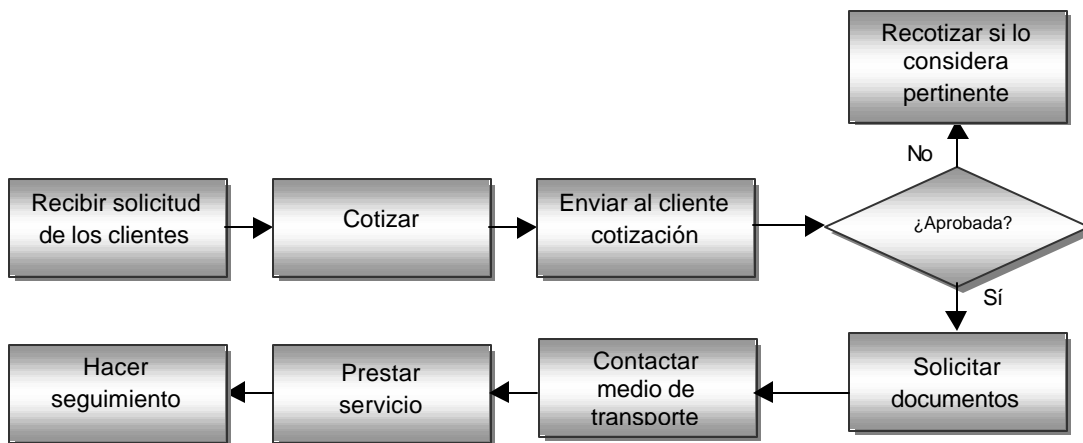 Recotizar si lo
considera
pertinente
No
Recibir solicitud
de los clientes
Cotizar
Enviar al cliente
cotización
¿Aprobada?
Sí
Solicitar
documentos
Contactar
medio de
transporte
Prestar
servicio
Hacer
seguimiento